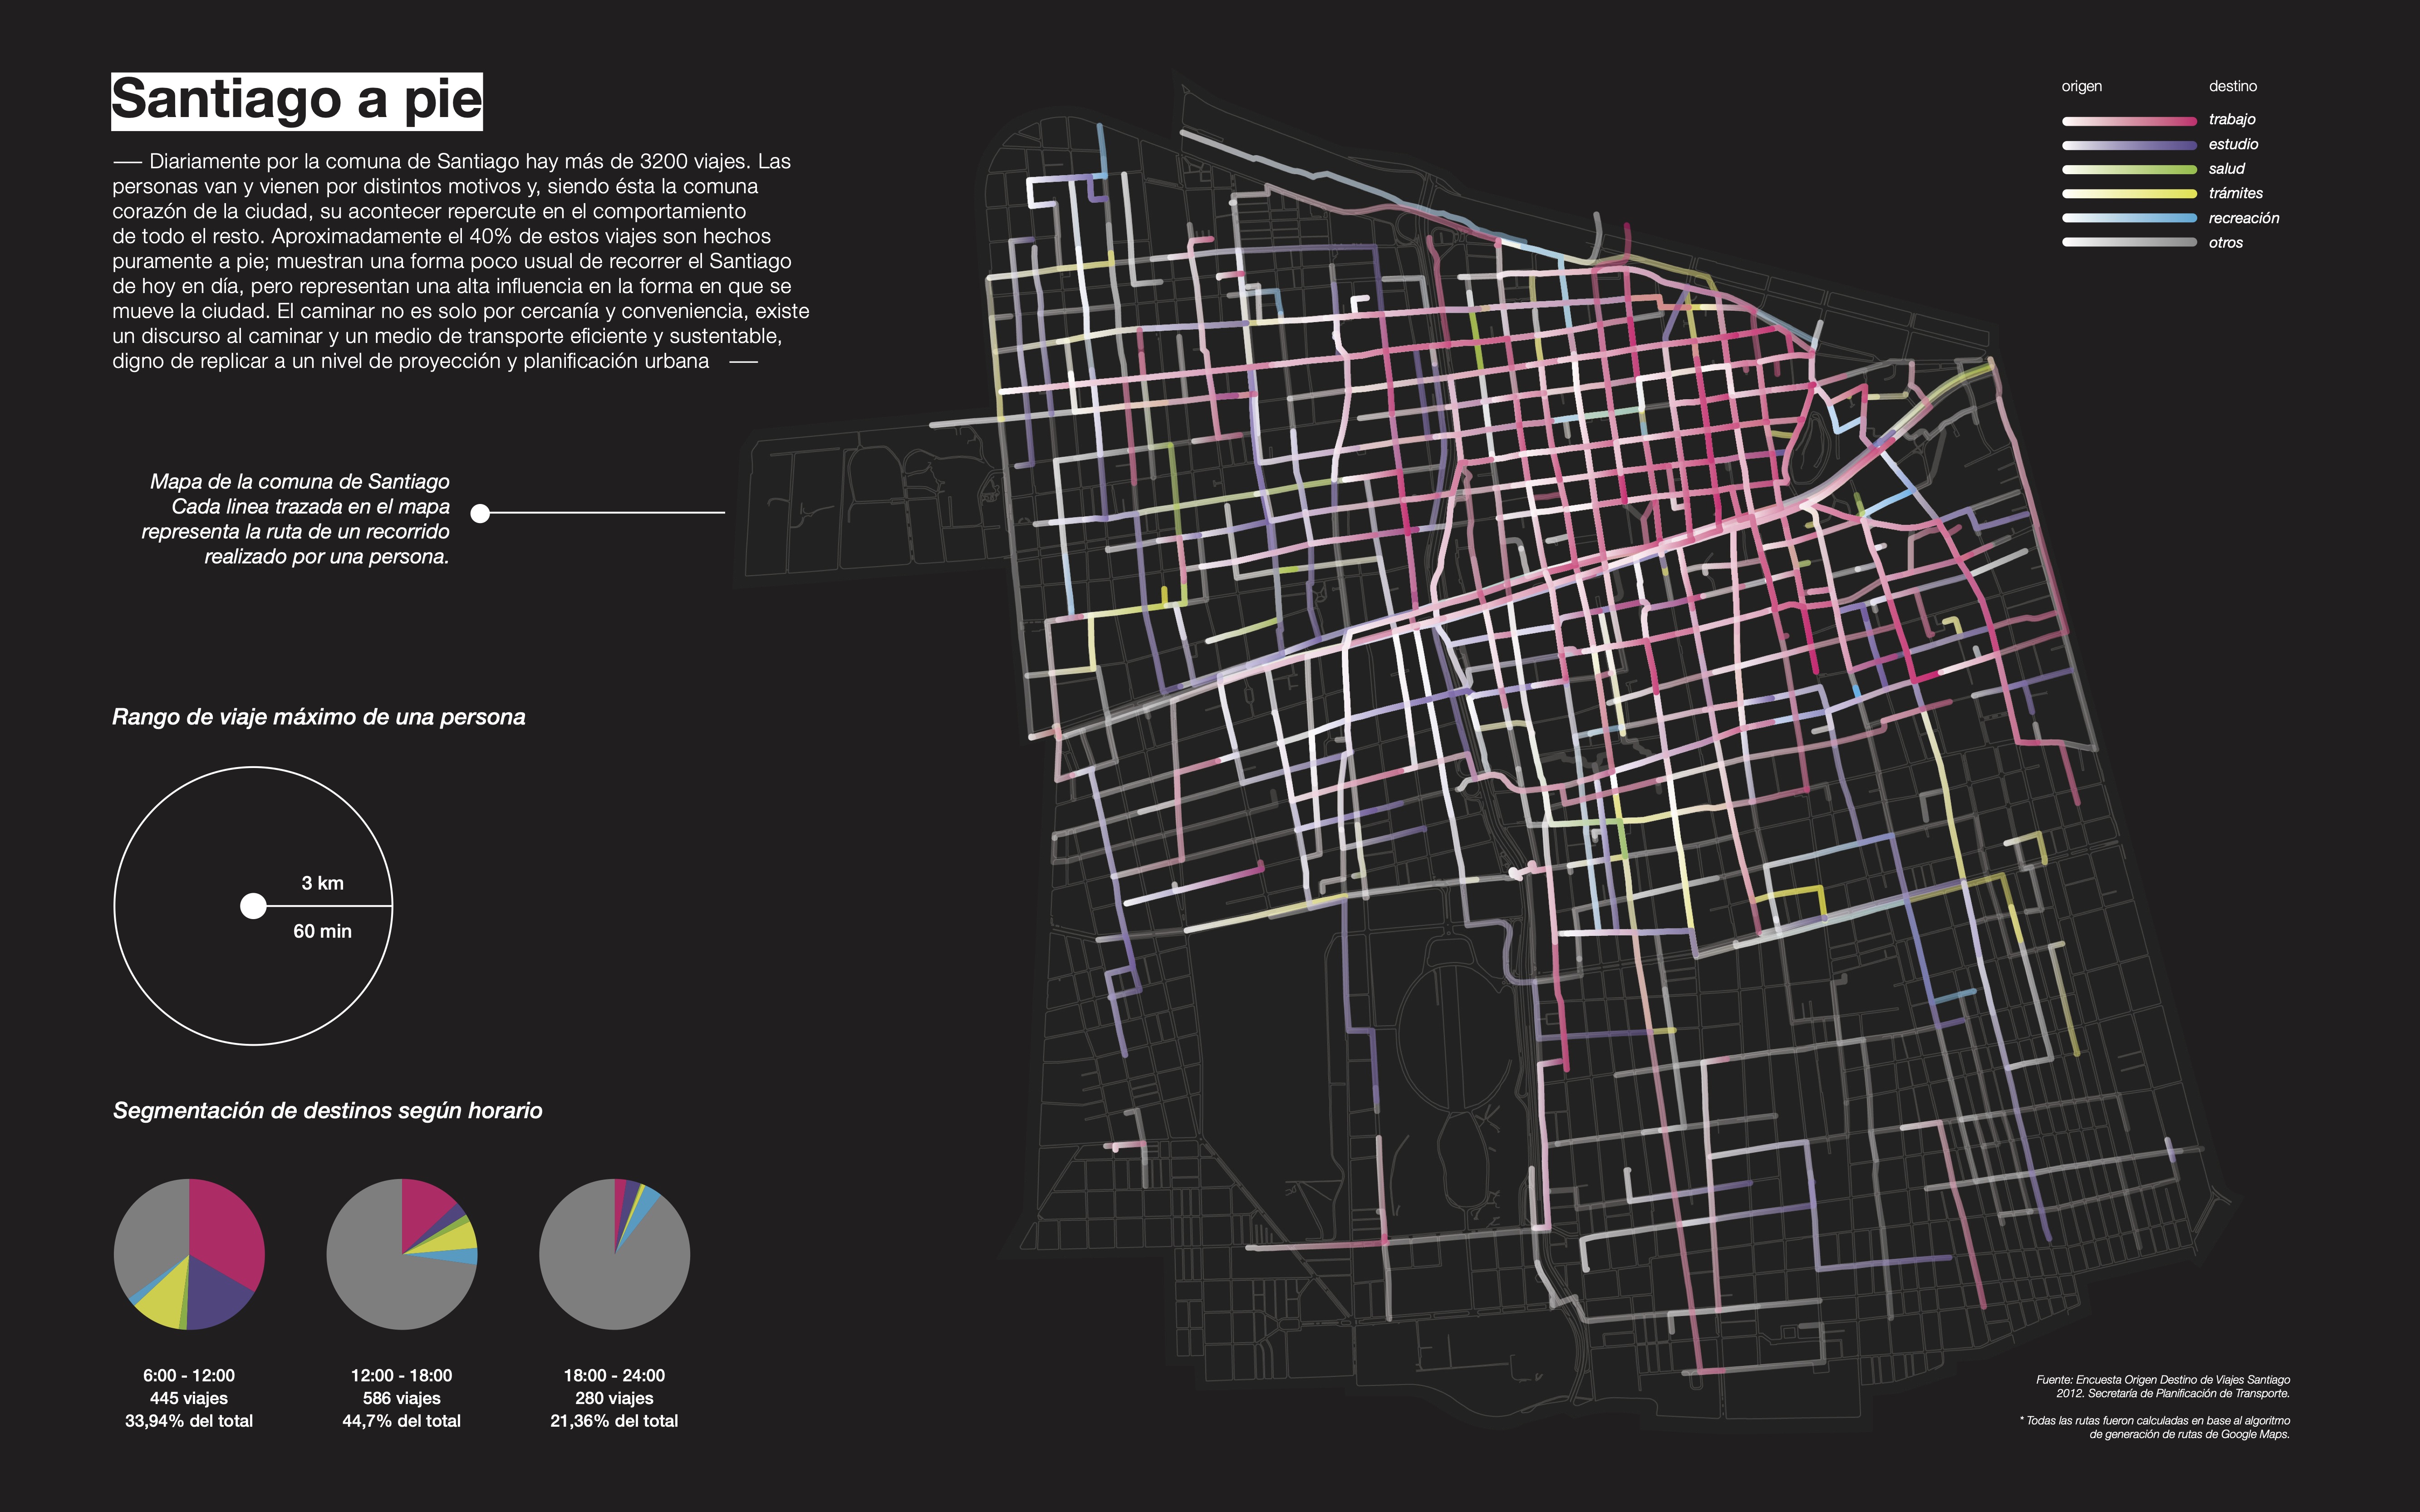 Santiago a pie
— Diariamente por la comuna de Santiago hay más de 3200 viajes. Las
personas van y vienen por distintos motivos y, siendo ésta la comuna
corazón de la ciudad, su acontecer repercute en el comportamiento
de todo el resto. Aproximadamente el 40% de estos viajes son hechos
puramente a pie; muestran una forma poco usual de recorrer el Santiago
de hoy en día, pero representan una alta influencia en la forma en que se
mueve la ciudad. El caminar no es solo por cercanía y conveniencia, existe
un discurso al caminar y un medio de transporte eficiente y sustentable,
digno de replicar a un nivel de proyección y planificación urbana —
origen destino
trabajo
estudio
salud
trámites
recreación
otros
Mapa de la comuna de Santiago
Cada linea trazada en el mapa
representa la ruta de un recorrido
realizado por una persona.
Rango de viaje máximo de una persona
3 km
60 min
Segmentación de destinos según horario
6:00 - 12:00
445 viajes
33,94% del total
12:00 - 18:00
586 viajes
44,7% del total
18:00 - 24:00
280 viajes
21,36% del total
Fuente: Encuesta Origen Destino de Viajes Santiago
2012. Secretaría de Planificación de Transporte.
* Todas las rutas fueron calculadas en base al algoritmo
de generación de rutas de Google Maps.